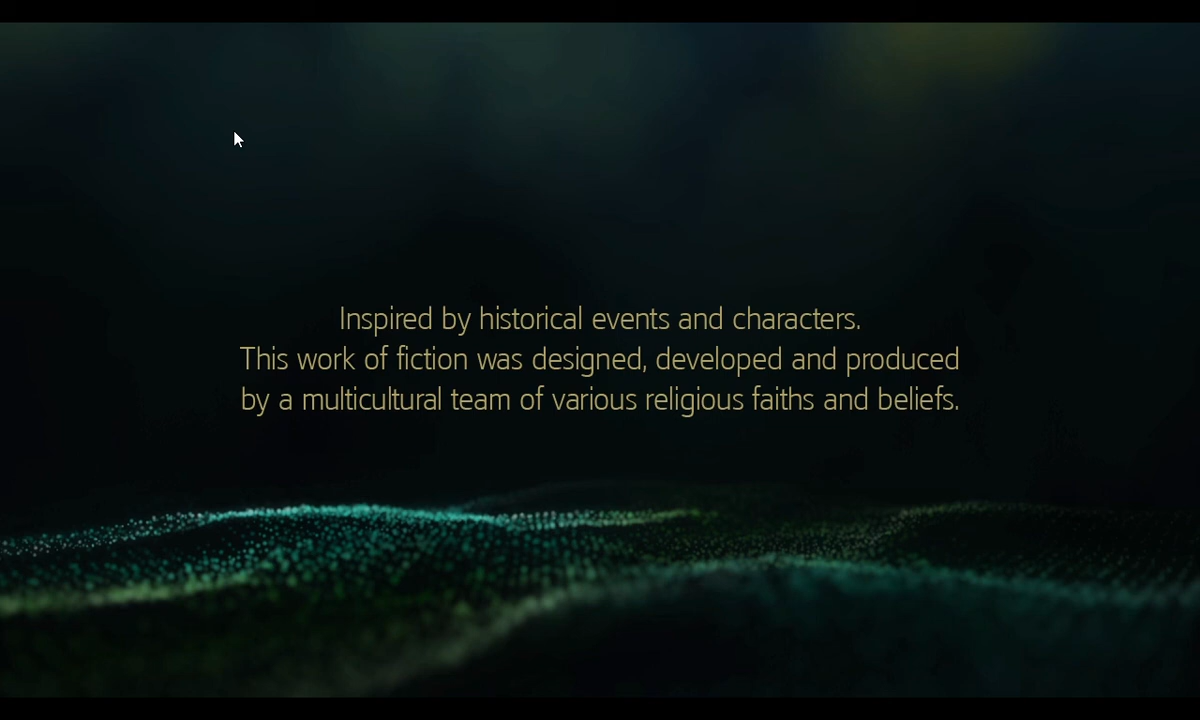 Inspired by historical events and characters.
This work of fiction was designed, developed and produced
by a multicultural team of various religious faiths and beliefs.